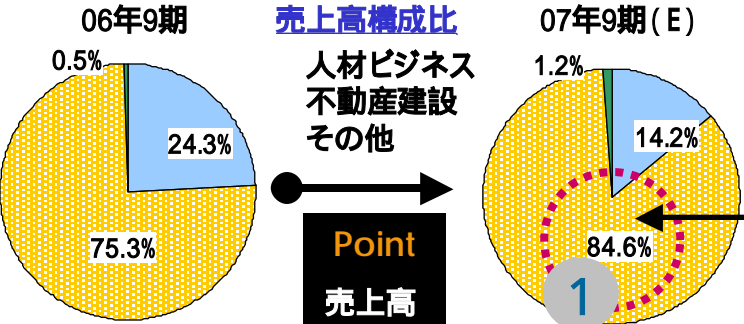 06年9期
売上高構成比
07年9期(E)
0.5%
24.3%
75.3%
人材ビジネス
不動産建設
その他
1.2%
14.2%
84.6%
Point
売上高
1